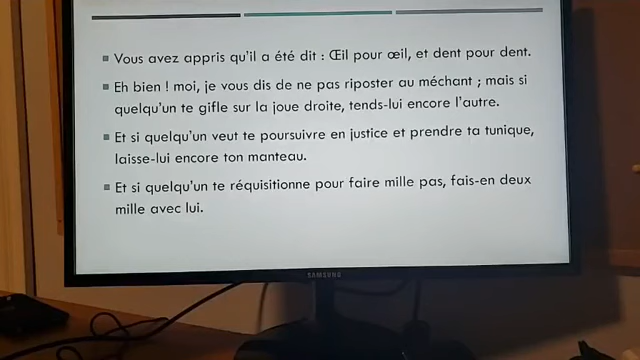 Vous avez appris qu'il a été dit : Œil pour œil, et dent pour dent.
Eh bien ! moi, je vous dis de ne pas riposter au méchant ; mais si
quelqu'un te gifle sur la joue droite, tends-lui encore l'autre.
Et si quelqu'un veut te poursuivre en justice et prendre ta tunique,
laisse-lui encore ton manteau.
Et si quelqu'un te réquisitionne pour faire mille pas, fais-en deux
mille avec lui.
SAMSUNG